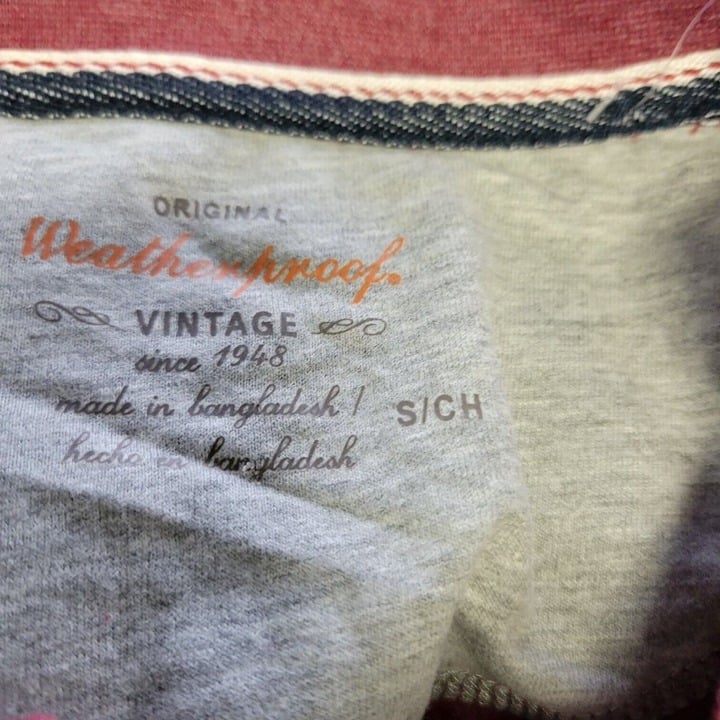 ORIGINAL
Weatherproof.
VINTAGE
since 1948
made in bangladesh / S/CH
hecho en bangladesh